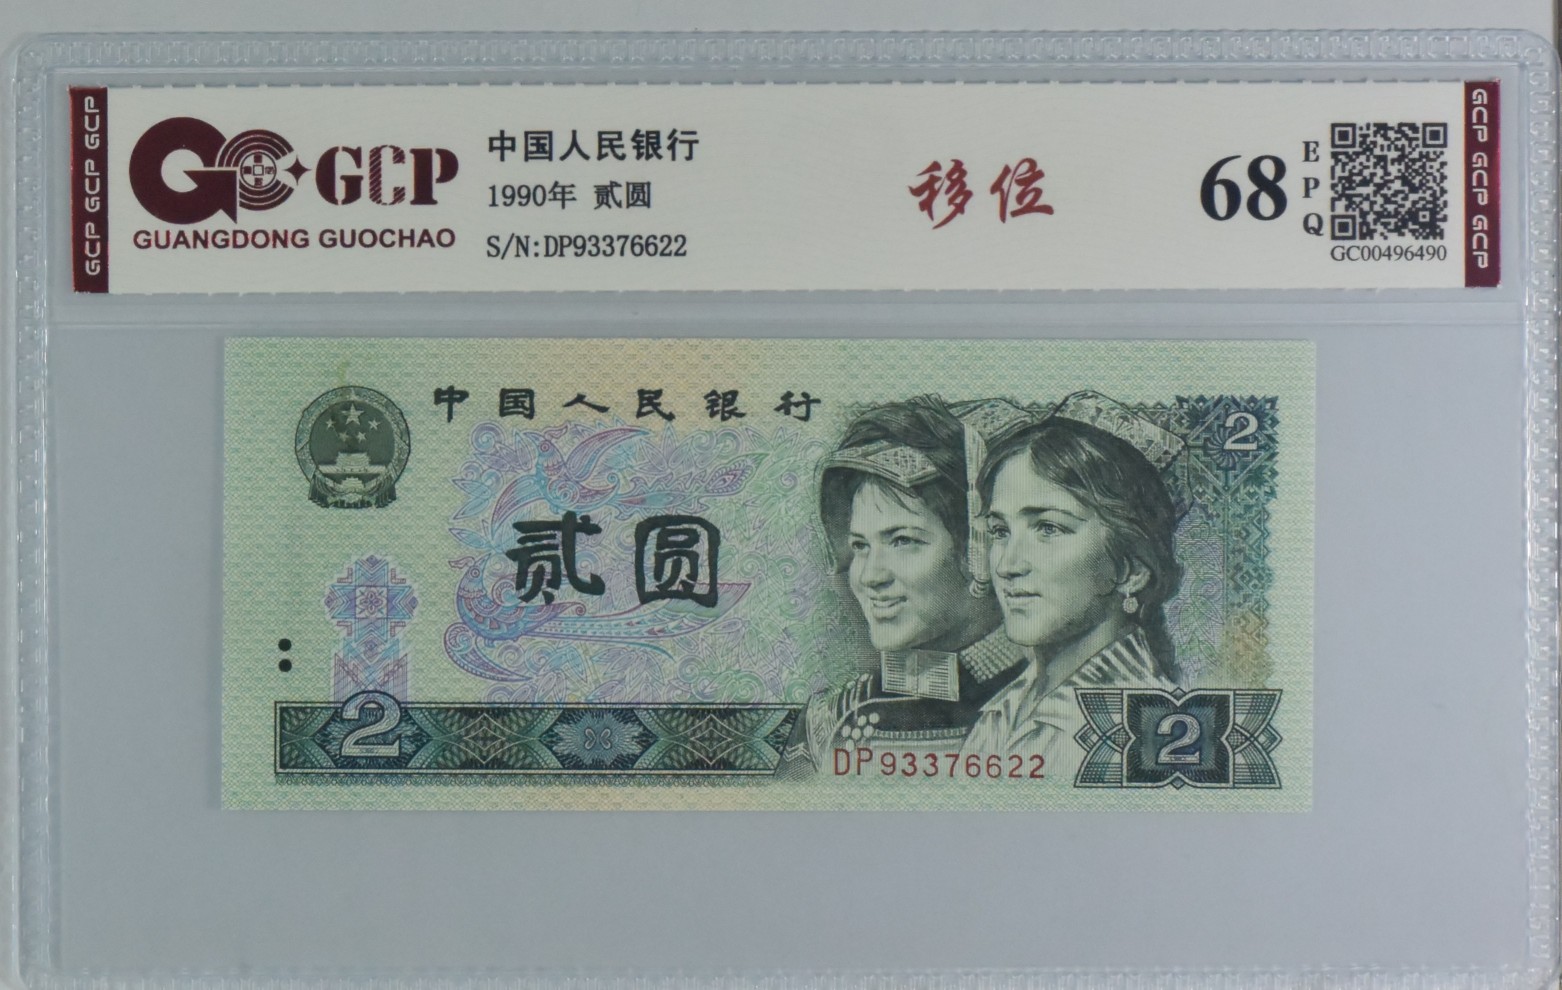 GCP GCP GCP
GCP
GUANGDONG GUOCHAO
中国人民银行
1990年 贰圆
S/N:DP93376622
移位
68
EPQ
GC00496490
GCP GCP GCP
中国人民银行
2
贰圆
2
DP93376622
2